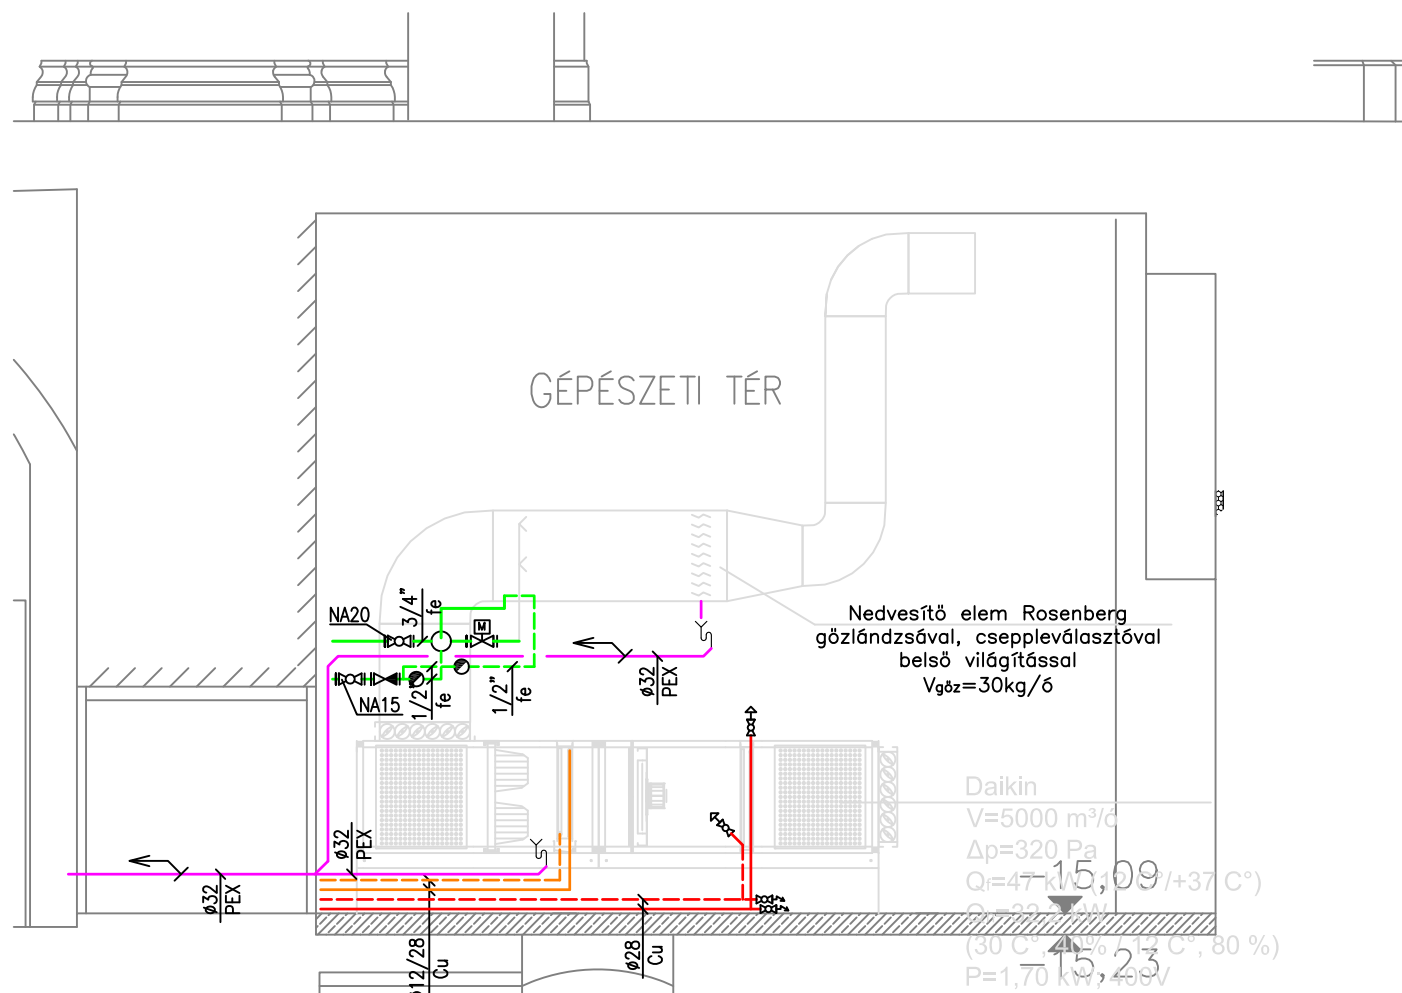 GÉPÉSZETI TÉR
NA20
3/4"
fe
Nedvesítő elem Rosenberg
gőzlándzsával, cseppleválasztóval
belső világítással
Vgőz=30kg/ó
ø32
PEX
NA15
1/2"
fe
1/2"
fe
Daikin
V=5000 m³/ó
Δp=320 Pa
-15,09
P=1,70 kW, 400V
-15,23
ø32
PEX
ø32
PEX
ø12/28
Cu
ø28
Cu
M